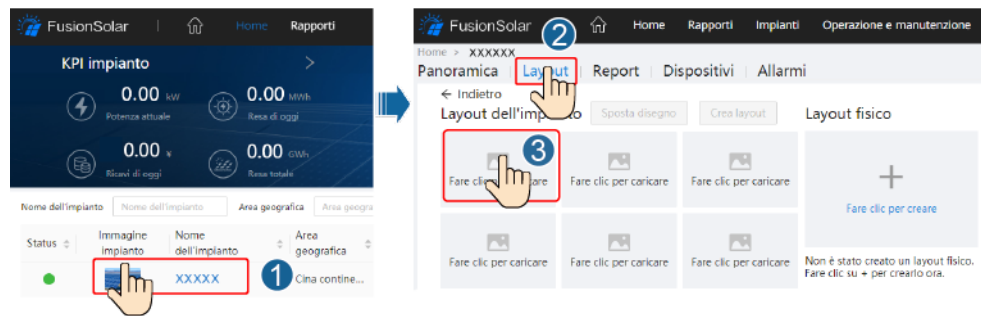 FusionSolar
Home
Rapporti
KPI impianto
0.00 kW
Potenza attuale
0.00 MWh
Resa di oggi
0.00 ¥
Ricavi di oggi
0.00 GWh
Resa totale
Nome dell'impianto
Nome dell'impianto
Area geografica
Area geogra
Status
Immagine impianto
Nome dell'impianto
Area geografica
XXXXX
1
Cina contine...
FusionSolar
2
Home
Rapporti
Impianti
Operazione e manutenzione
Home > XXXXXX
Panoramica
Layout
Report
Dispositivi
Allarmi
← Indietro
Layout dell'impianto
Sposta disegno
Crea layout
Layout fisico
3
Fare clic per caricare
Fare clic per caricare
Fare clic per caricare
Fare clic per creare
Fare clic per caricare
Fare clic per caricare
Fare clic per caricare
Non è stato creato un layout fisico.
Fare clic su + per crearlo ora.